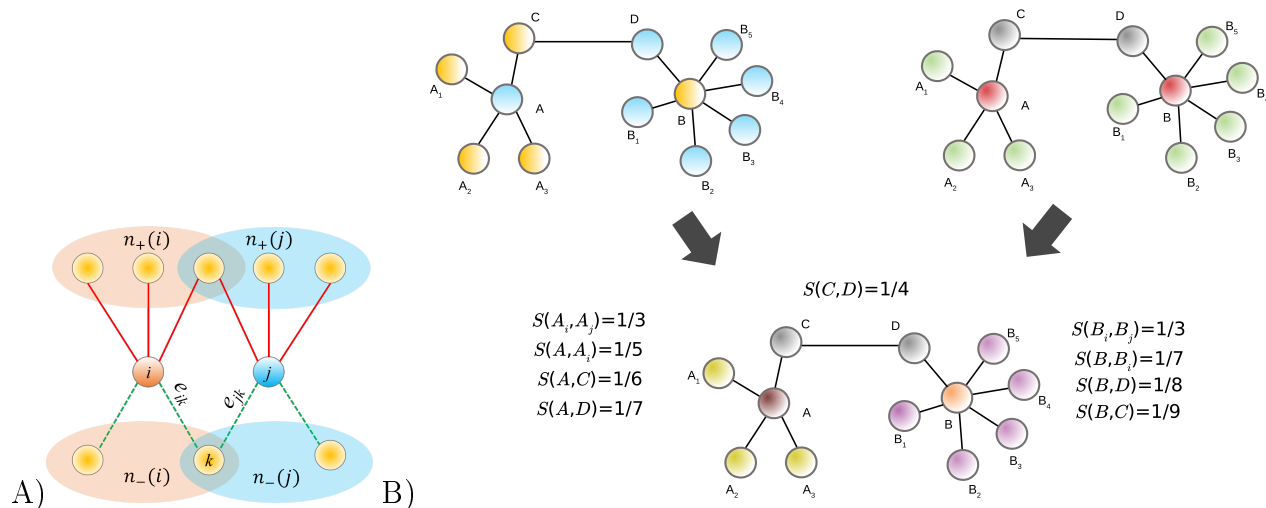 A)
n₊(i)
n₊(j)
i
j
eᵢₖ
eⱼₖ
k
n₋(i)
n₋(j)
B)
C
D
B₅
A₁
A
B₄
B₁
B
B₃
A₂
A₃
B₂
C
D
B₅
A₁
A
B₁
B
B₃
A₂
A₃
B₂
S(C,D)=1/4
S(Aᵢ,Aⱼ)=1/3
S(A,Aᵢ)=1/5
S(A,C)=1/6
S(A,D)=1/7
C
D
B₅
A₁
A
B₄
B₁
B
B₃
A₂
A₃
B₂
S(Bᵢ,Bⱼ)=1/3
S(B,Bᵢ)=1/7
S(B,D)=1/8
S(B,C)=1/9